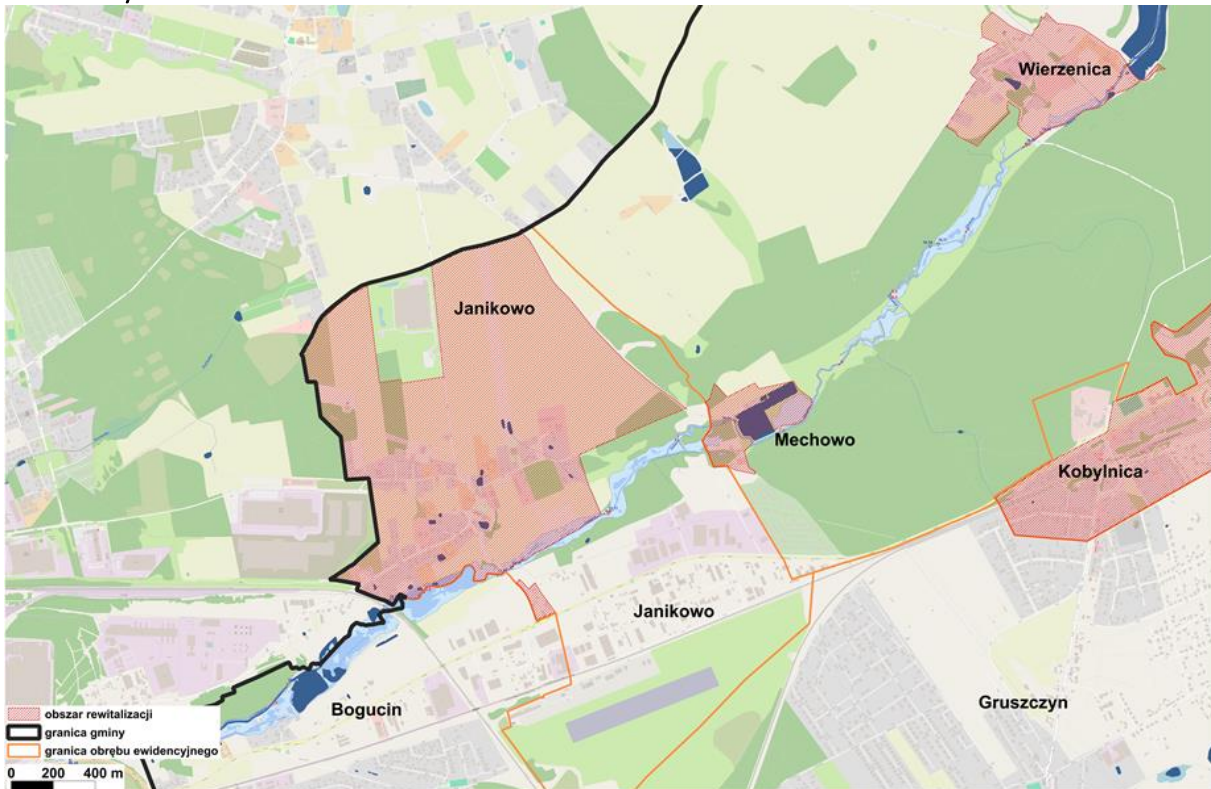 Wierzenica
Janikowo
Mechowo
Kobylnica
Janikowo
Gruszczyn
Bogucin
obszar rewitalizacji
granica gminy
granica obrębu ewidencyjnego
0 200 400 m